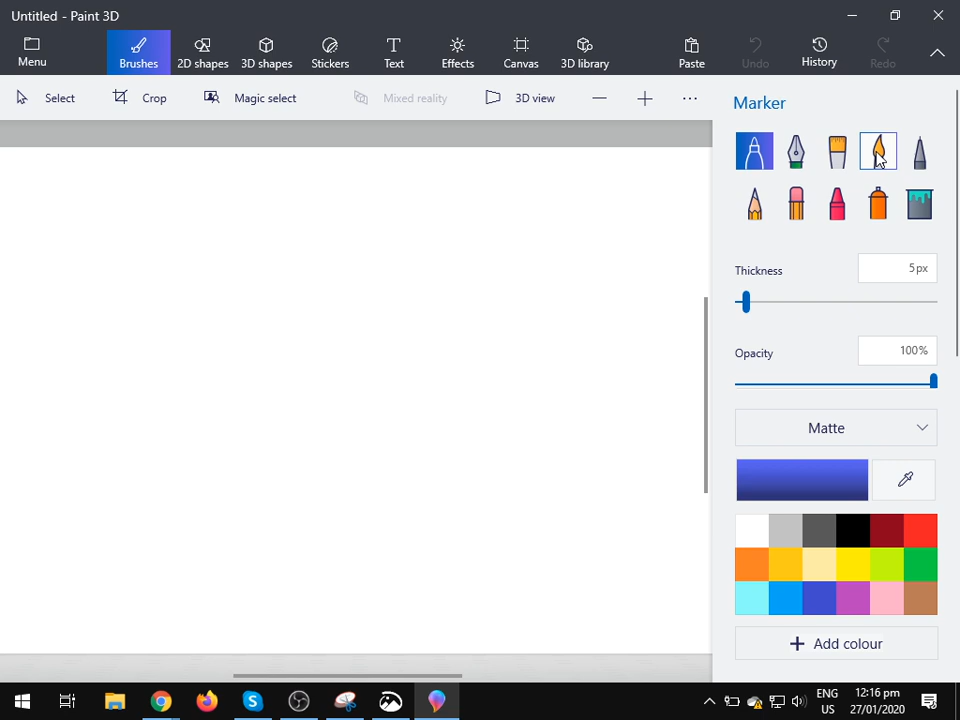 Untitled - Paint 3D
Menu
Brushes
2D shapes
3D shapes
Stickers
Text
Effects
Canvas
3D library
Paste
Undo
History
Redo
Select
Crop
Magic select
Mixed reality
3D view
Marker
Thickness
5px
Opacity
100%
Matte
Add colour
ENG
US
12:16 pm
27/01/2020